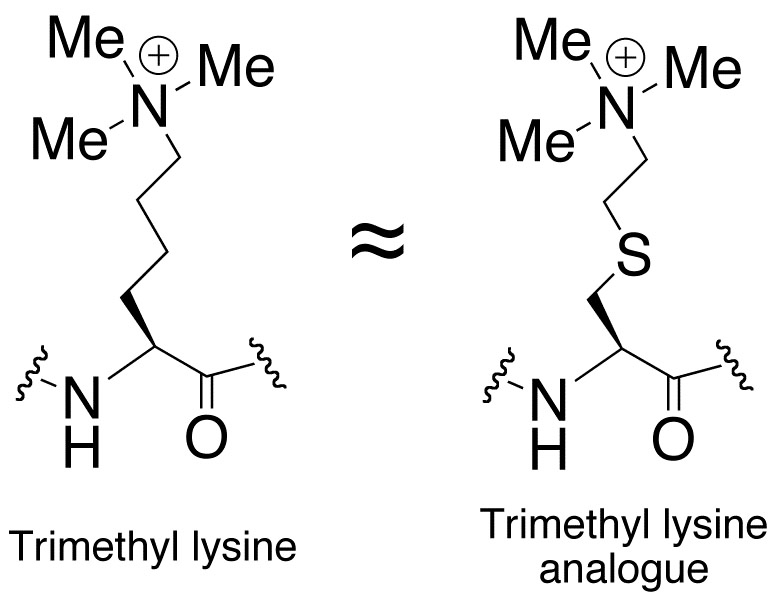 Me
⊕
Me
N
Me
N
H
O
Trimethyl lysine
≈
Me
⊕
Me
N
Me
S
N
H
O
Trimethyl lysine
analogue